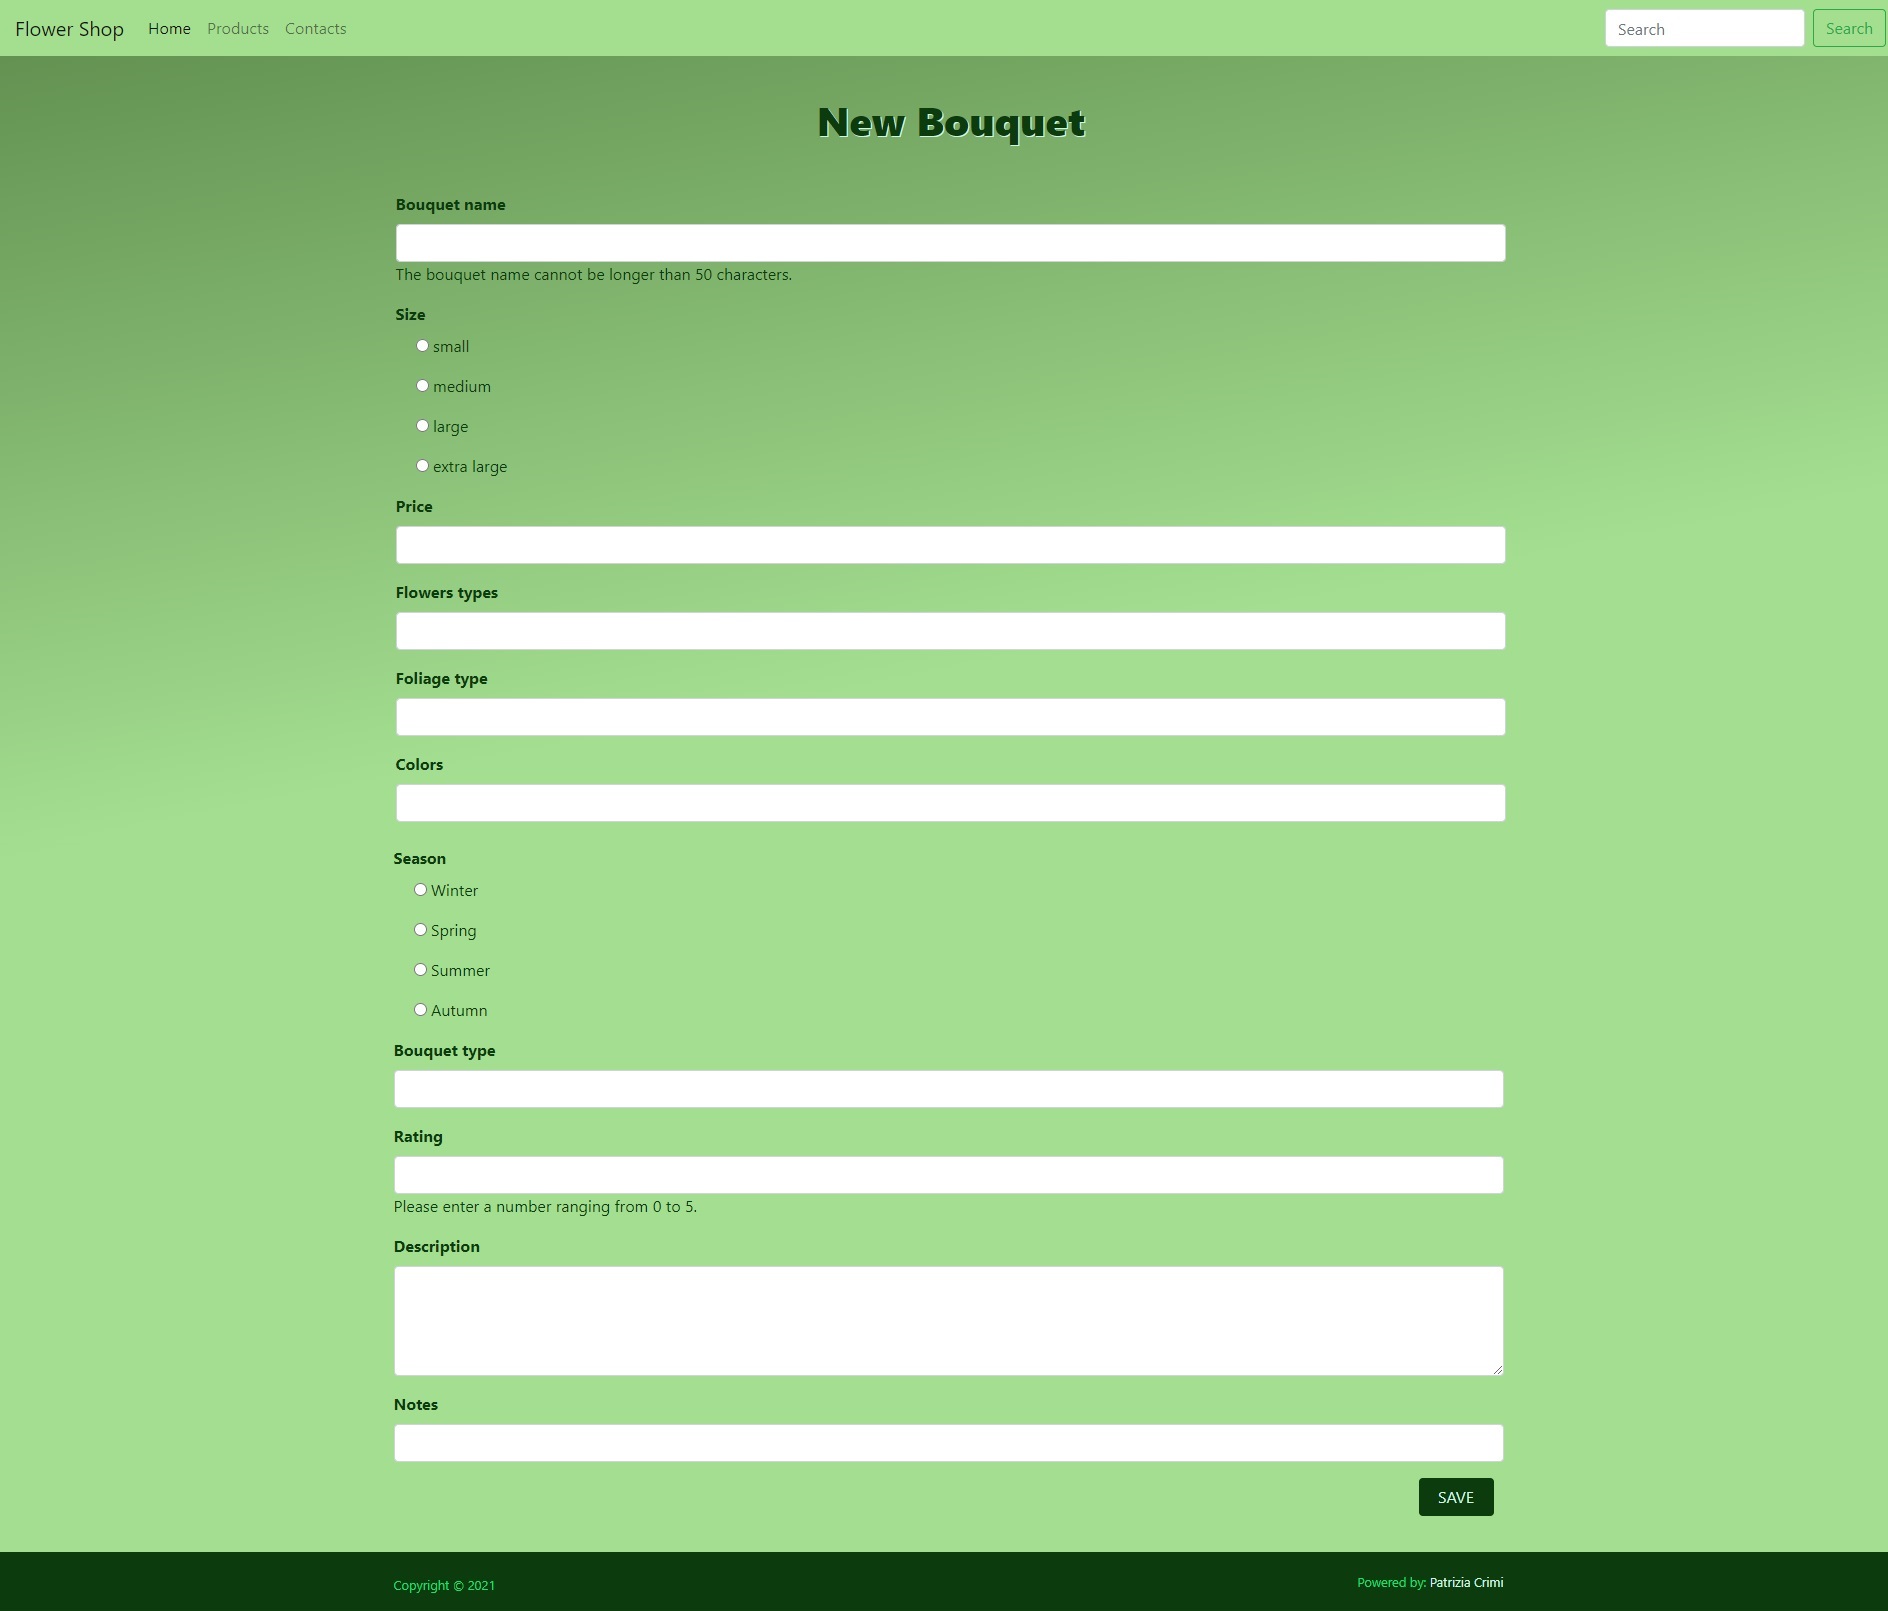 Flower Shop Home Products Contacts Search Search
New Bouquet
Bouquet name
The bouquet name cannot be longer than 50 characters.
Size
small
medium
large
extra large
Price
Flowers types
Foliage type
Colors
Season
Winter
Spring
Summer
Autumn
Bouquet type
Rating
Please enter a number ranging from 0 to 5.
Description
Notes
SAVE
Copyright © 2021 Powered by: Patrizia Crimi